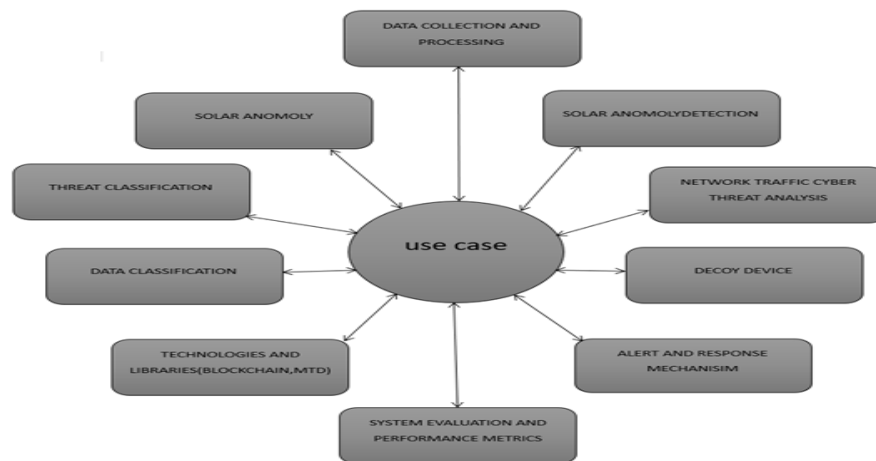 DATA COLLECTION AND
PROCESSING
SOLAR ANOMOLY
SOLAR ANOMOLYDETECTION
THREAT CLASSIFICATION
NETWORK TRAFFIC CYBER
THREAT ANALYSIS
use case
DATA CLASSIFICATION
DECOY DEVICE
TECHNOLOGIES AND
LIBRARIES(BLOCKCHAIN,MTD)
ALERT AND RESPONSE
MECHANISIM
SYSTEM EVALUATION AND
PERFORMANCE METRICS